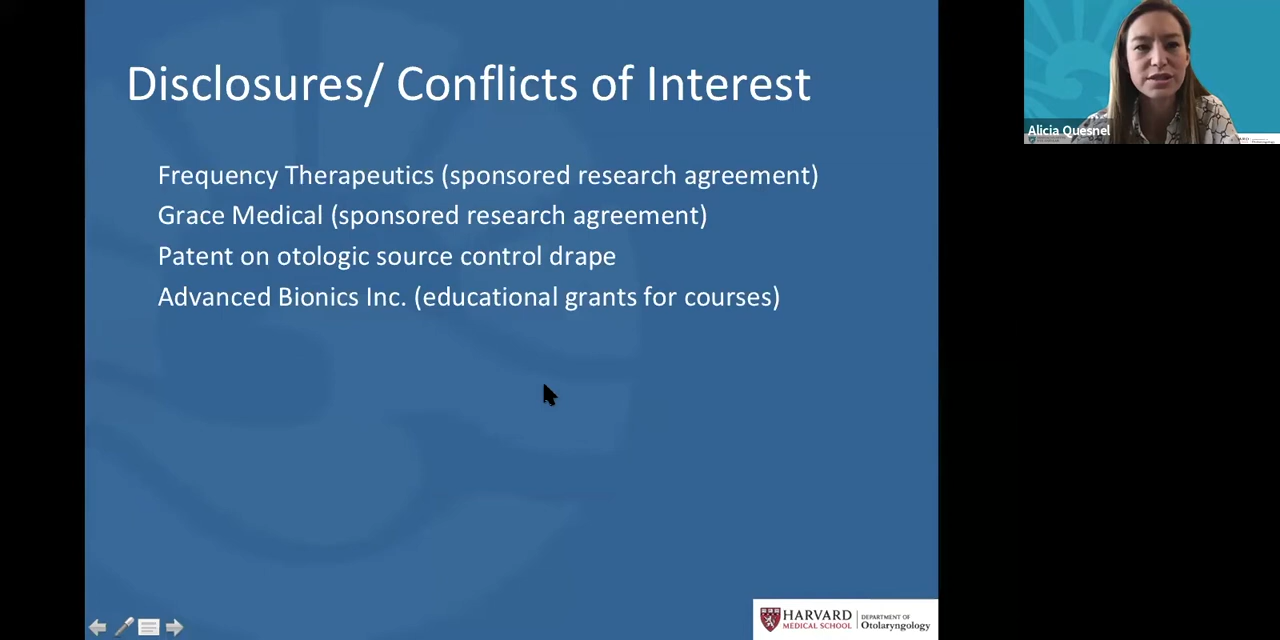 Disclosures/ Conflicts of Interest
Frequency Therapeutics (sponsored research agreement)
Grace Medical (sponsored research agreement)
Patent on otologic source control drape
Advanced Bionics Inc. (educational grants for courses)
Alicia Quesnel
HARVARD
MEDICAL SCHOOL
DEPARTMENT OF
Otolaryngology